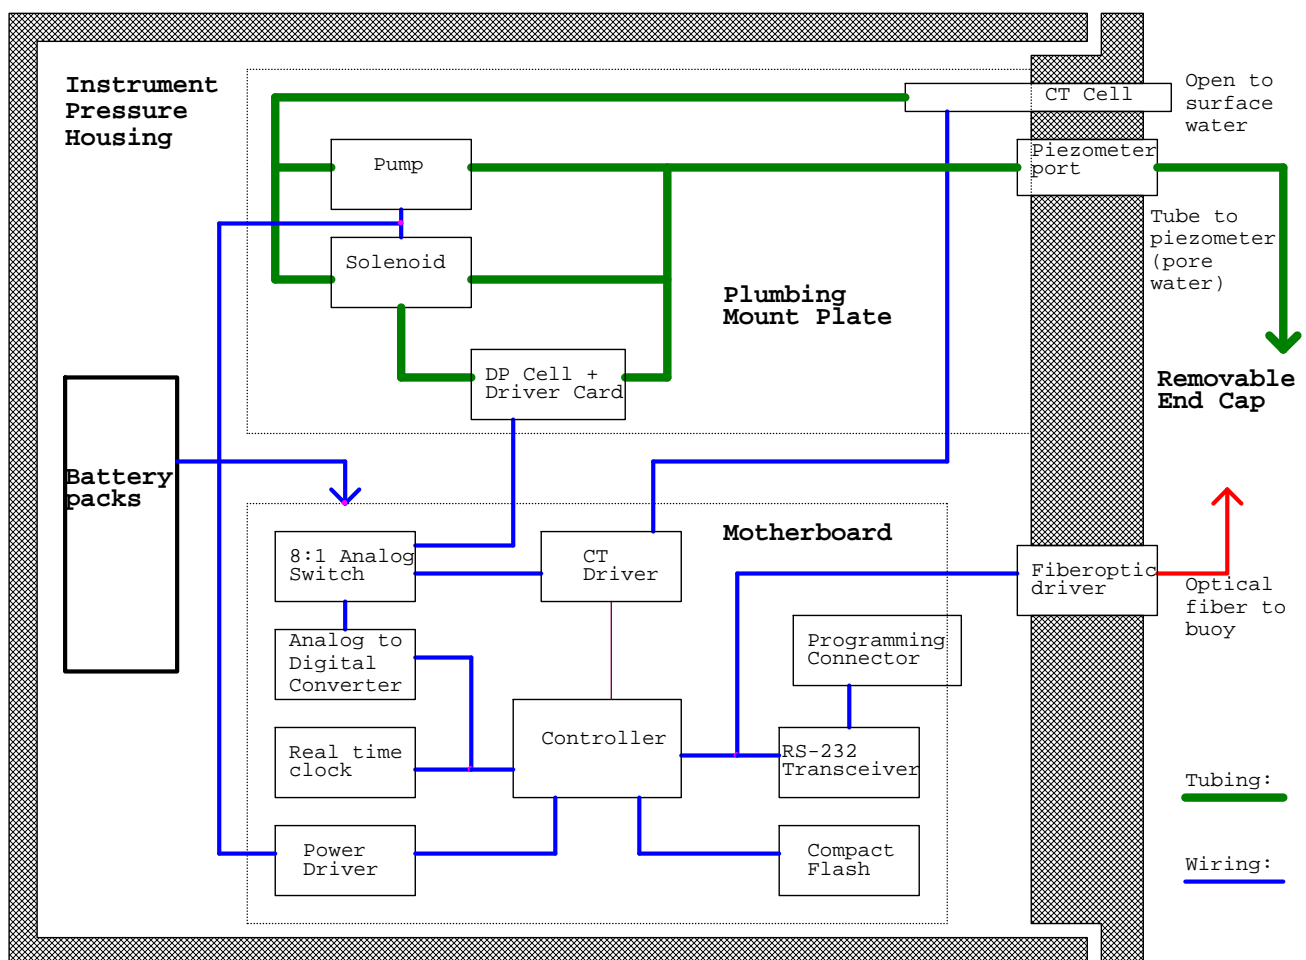 Instrument
Pressure
Housing
CT Cell
Open to
surface
water
Pump
Piezometer
port
Tube to
piezometer
(pore
water)
Solenoid
Plumbing
Mount Plate
DP Cell +
Driver Card
Removable
End Cap
Battery
packs
Motherboard
8:1 Analog
Switch
CT
Driver
Fiberoptic
driver
Optical
fiber to
buoy
Analog to
Digital
Converter
Programming
Connector
Controller
Real time
clock
RS-232
Transceiver
Tubing:
Power
Driver
Compact
Flash
Wiring: